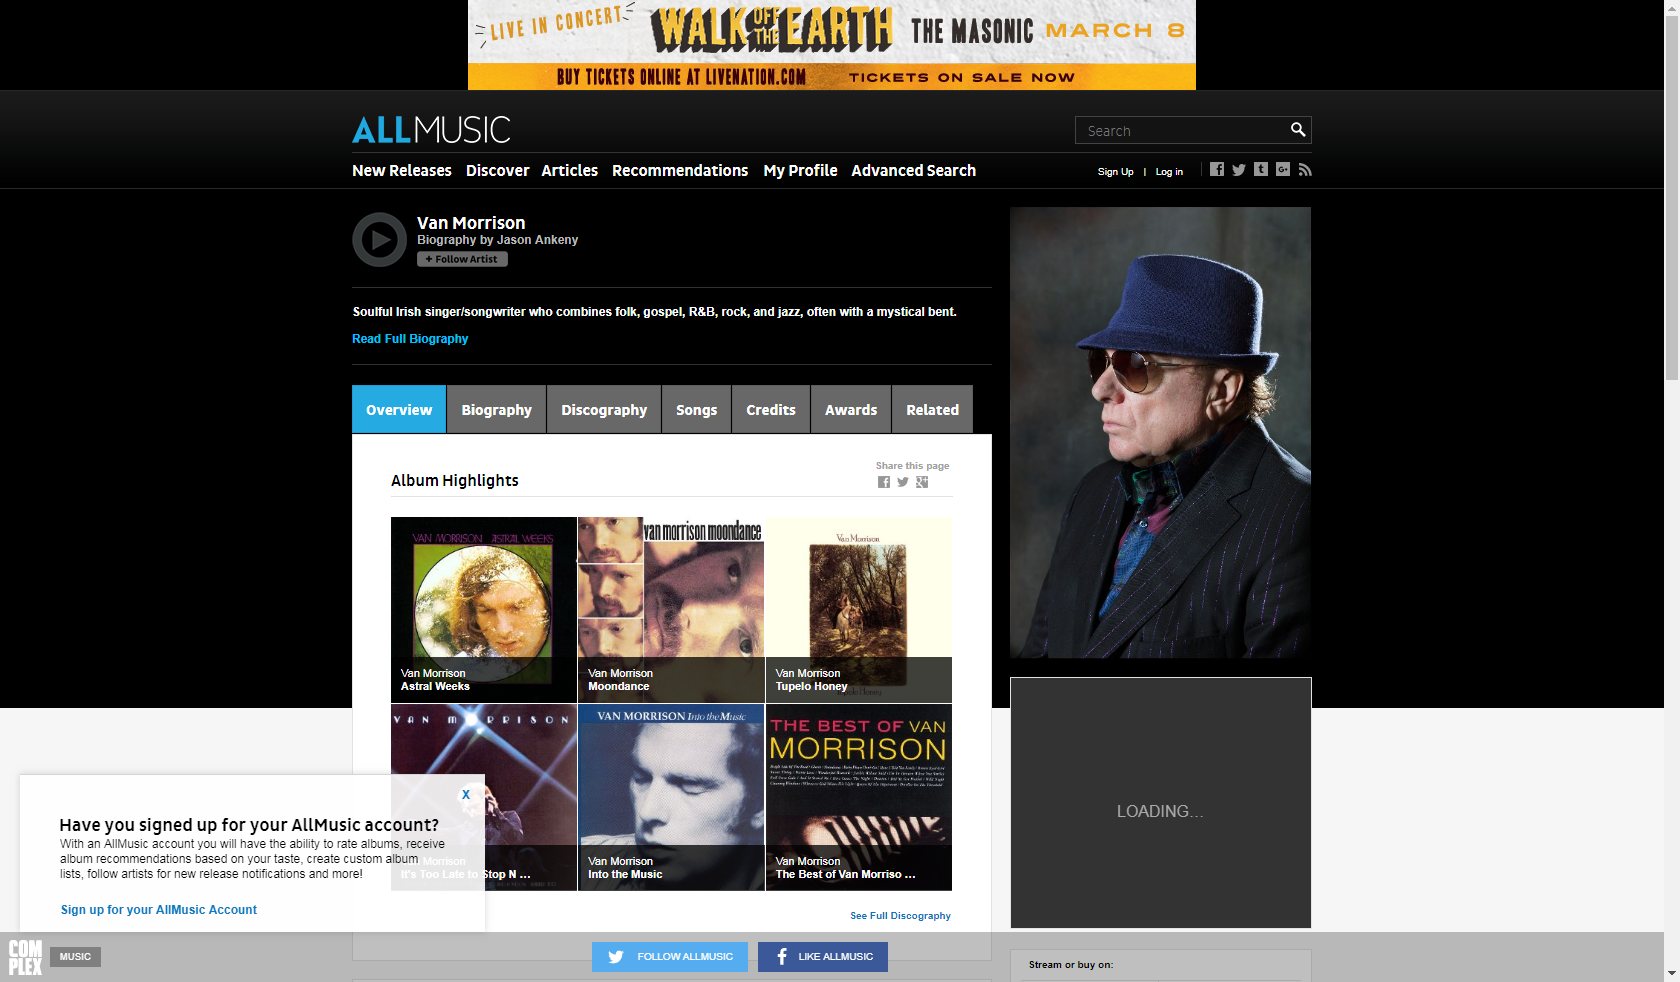 LIVE IN CONCERT
WALK OFF THE EARTH
THE MASONIC
MARCH 8
BUY TICKETS ONLINE AT LIVENATION.COM
TICKETS ON SALE NOW
ALLMUSIC
Search
New Releases
Discover
Articles
Recommendations
My Profile
Advanced Search
Sign Up | Log in
Van Morrison
Biography by Jason Ankeny
+ Follow Artist
Soulful Irish singer/songwriter who combines folk, gospel, R&B, rock, and jazz, often with a mystical bent.
Read Full Biography
Overview
Biography
Discography
Songs
Credits
Awards
Related
Album Highlights
Share this page
VAN MORRISON ASTRAL WEEKS
Van Morrison
Astral Weeks
van morrison moondance
Van Morrison
Moondance
Van Morrison
Tupelo Honey
Van Morrison
Tupelo Honey
VAN MORRISON
Morrison
It's Too Late to Stop N ...
VAN MORRISON Into the Music
Van Morrison
Into the Music
THE BEST OF VAN
MORRISON
Van Morrison
The Best of Van Morriso ...
See Full Discography
LOADING...
Stream or buy on:
X
Have you signed up for your AllMusic account?
With an AllMusic account you will have the ability to rate albums, receive
album recommendations based on your taste, create custom album
lists, follow artists for new release notifications and more!
Sign up for your AllMusic Account
COM
PLEX
MUSIC
FOLLOW ALLMUSIC
LIKE ALLMUSIC